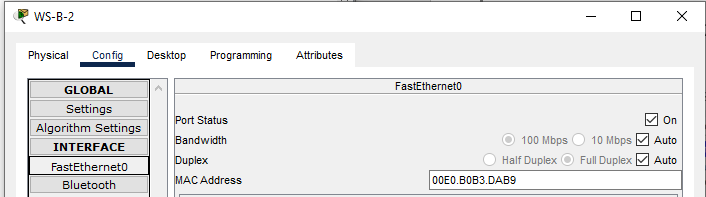 WS-B-2
Physical Config Desktop Programming Attributes
GLOBAL
Settings
Algorithm Settings
INTERFACE
FastEthernet0
Bluetooth
FastEthernet0
Port Status On
Bandwidth 100 Mbps 10 Mbps Auto
Duplex Half Duplex Full Duplex Auto
MAC Address 00E0.B0B3.DAB9